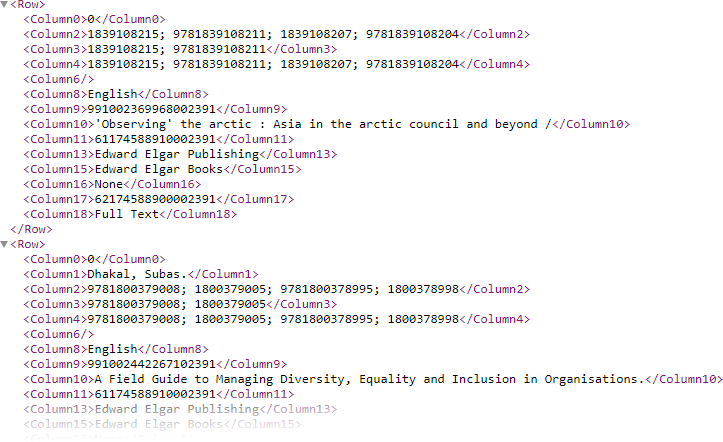 <Row>
<Column0>0</Column0>
<Column2>1839108215; 9781839108211; 1839108207; 9781839108204</Column2>
<Column3>1839108215; 9781839108211</Column3>
<Column4>1839108215; 9781839108211; 1839108207; 9781839108204</Column4>
<Column6/>
<Column8>English</Column8>
<Column9>991002369968002391</Column9>
<Column10>'Observing' the arctic : Asia in the arctic council and beyond /</Column10>
<Column11>61174588910002391</Column11>
<Column13>Edward Elgar Publishing</Column13>
<Column15>Edward Elgar Books</Column15>
<Column16>None</Column16>
<Column17>62174588900002391</Column17>
<Column18>Full Text</Column18>
</Row>
<Row>
<Column0>0</Column0>
<Column1>Dhakal, Subas.</Column1>
<Column2>9781800379008; 1800379005; 9781800378995; 1800378998</Column2>
<Column3>9781800379008; 1800379005</Column3>
<Column4>9781800379008; 1800379005; 9781800378995; 1800378998</Column4>
<Column6/>
<Column8>English</Column8>
<Column9>991002442267102391</Column9>
<Column10>A Field Guide to Managing Diversity, Equality and Inclusion in Organisations.</Column10>
<Column11>61174588910002391</Column11>
<Column13>Edward Elgar Publishing</Column13>
<Column15>Edward Elgar Books</Column15>